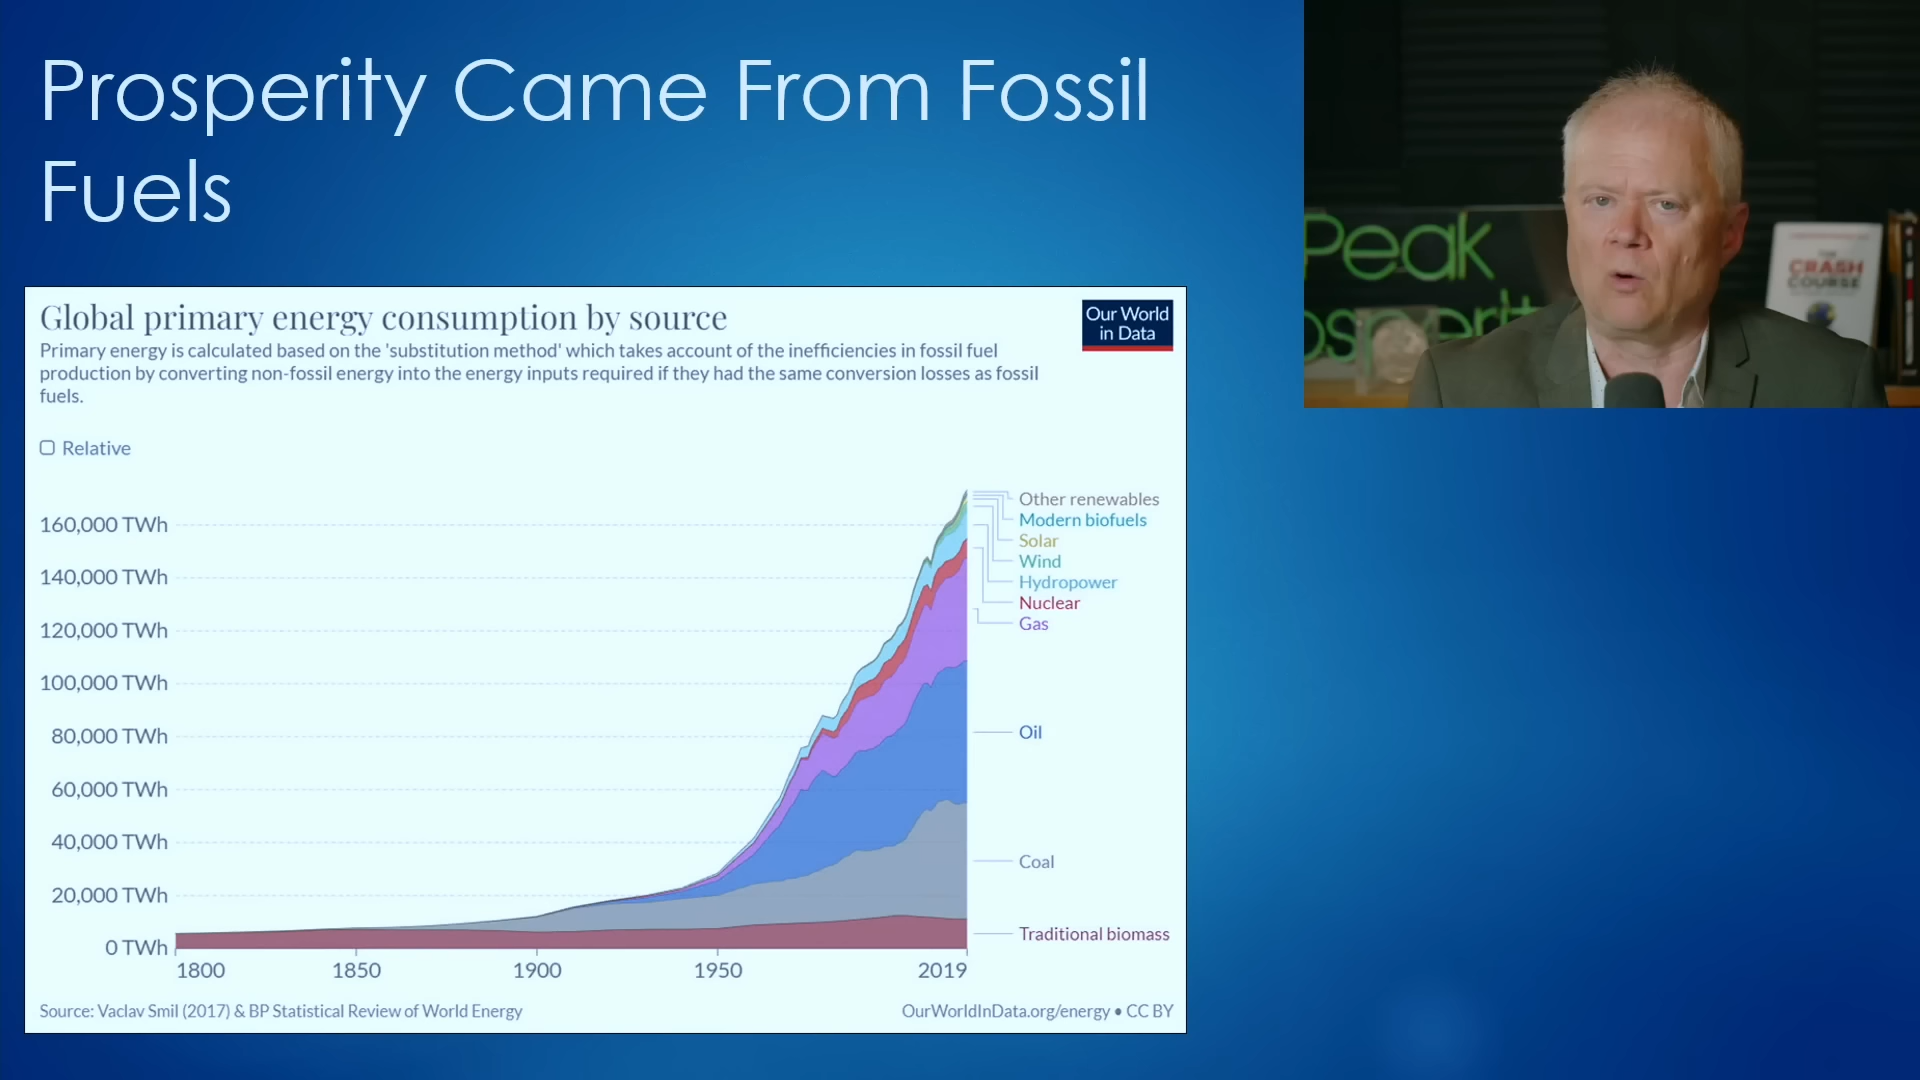 Prosperity Came From Fossil
Fuels
Global primary energy consumption by source
Our World
in Data
Primary energy is calculated based on the 'substitution method' which takes account of the inefficiencies in fossil fuel
production by converting non-fossil energy into the energy inputs required if they had the same conversion losses as fossil
fuels.
Relative
160,000 TWh
140,000 TWh
120,000 TWh
100,000 TWh
80,000 TWh
60,000 TWh
40,000 TWh
20,000 TWh
0 TWh
1800 1850 1900 1950 2019
Other renewables
Modern biofuels
Solar
Wind
Hydropower
Nuclear
Gas
Oil
Coal
Traditional biomass
Source: Vaclav Smil (2017) & BP Statistical Review of World Energy
OurWorldInData.org/energy • CC BY
Peak
THE
CRASH
COURSE